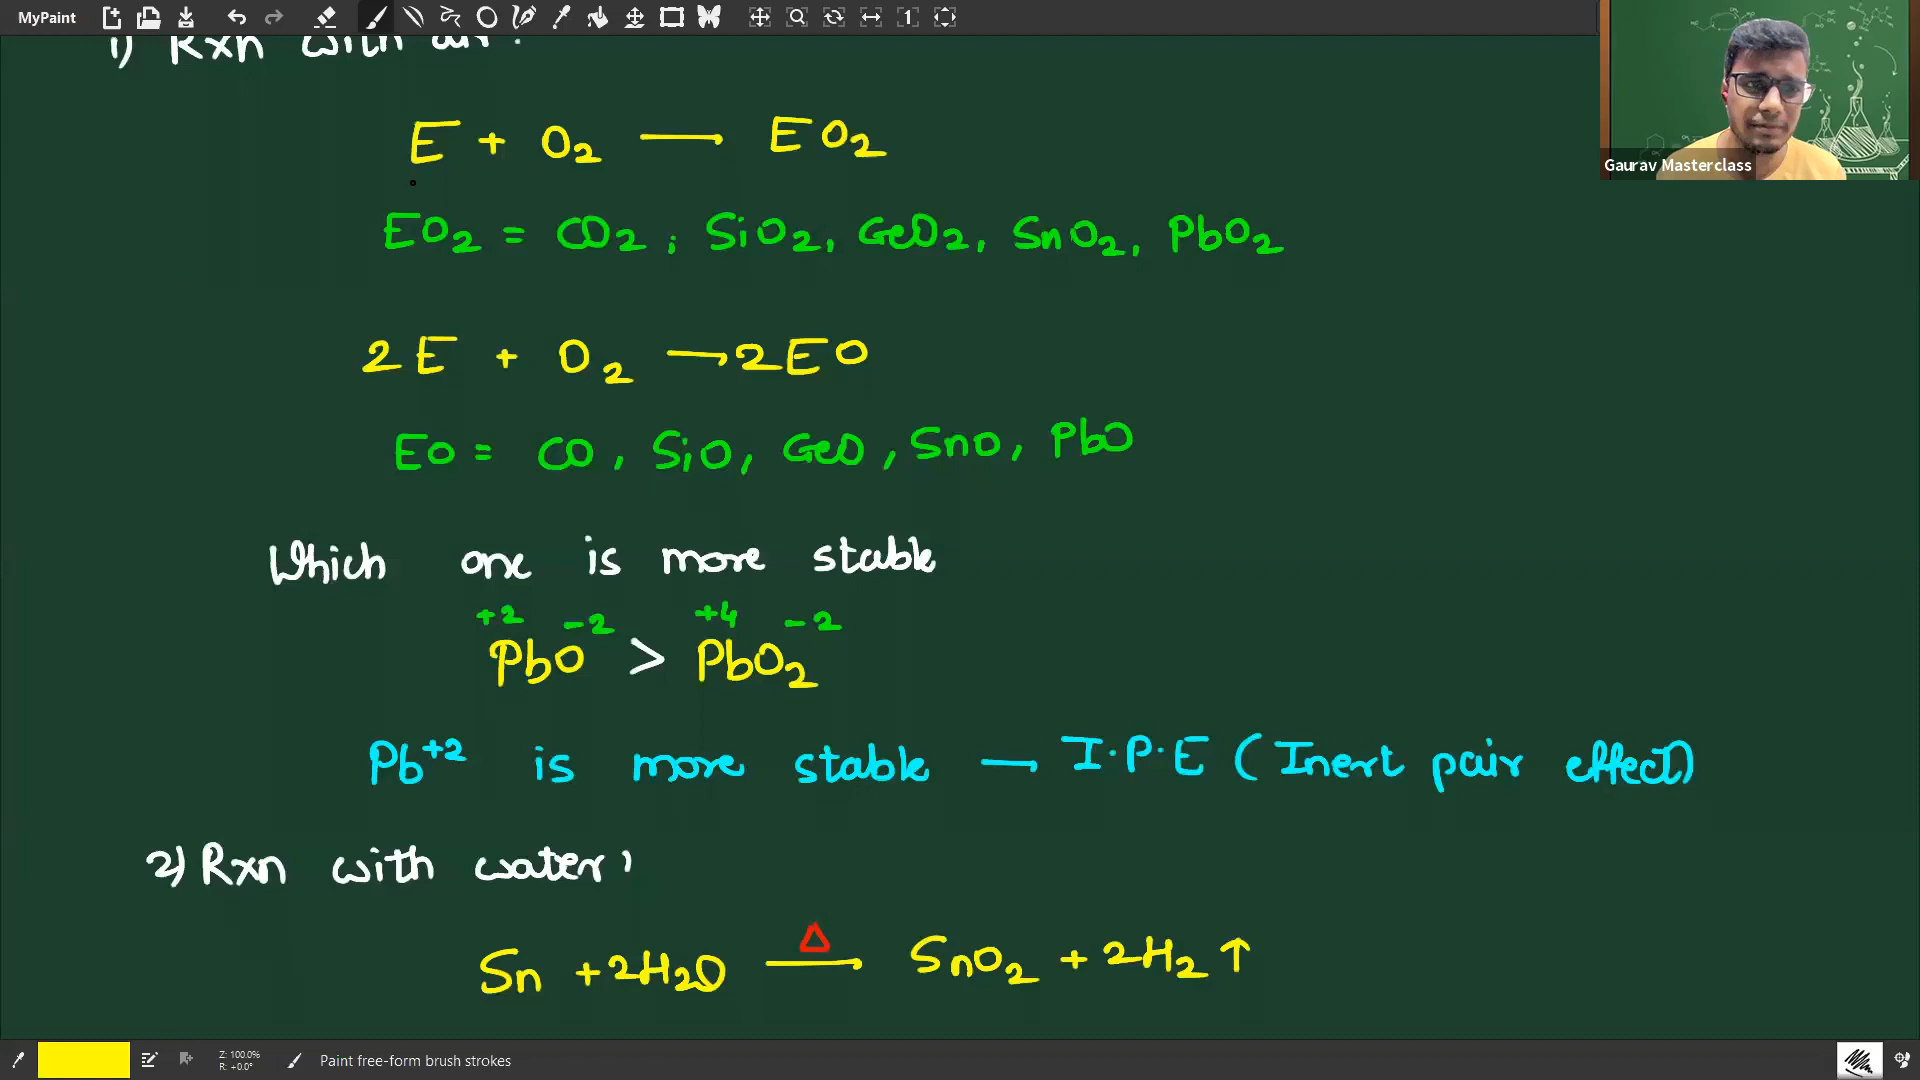 MyPaint
1) Rxn with air:
E + O2 ⟶ EO2
Gaurav Masterclass
EO2 = CO2; SiO2, GeO2, SnO2, PbO2
2E + O2 ⟶ 2EO
EO = CO, SiO, GeO, SnO, PbO
Which one is more stable
+2 -2 +4 -2
PbO > PbO2
Pb+2 is more stable — I.P.E (Inert pair effect)
2) Rxn with water:
Δ
Sn + 2H2O ⟶ SnO2 + 2H2 ↑
Z: 100.0%
R: +0.0°
Paint free-form brush strokes